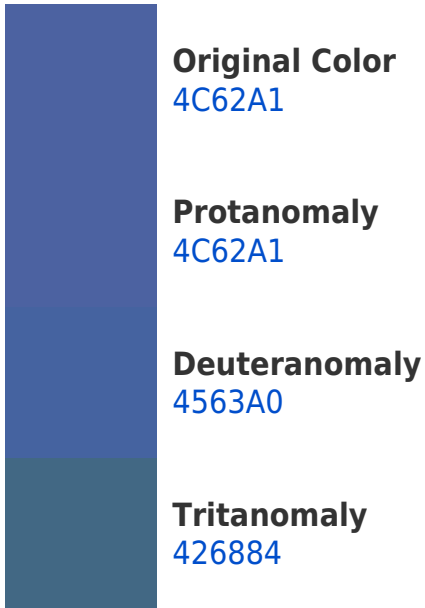 Original Color
4C62A1
Protanomaly
4C62A1
Deuteranomaly
4563A0
Tritanomaly
426884